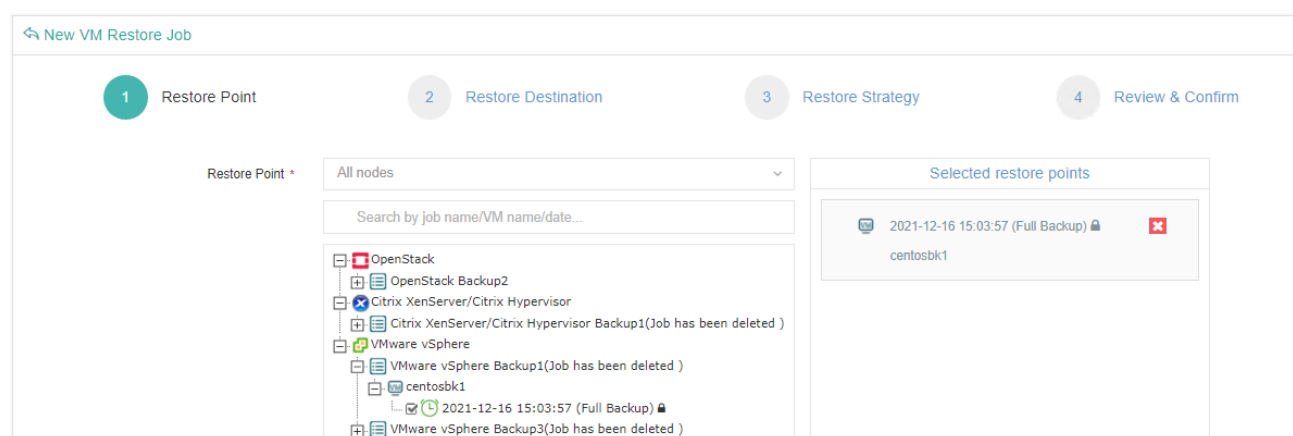 New VM Restore Job
1 Restore Point 2 Restore Destination 3 Restore Strategy 4 Review & Confirm
Restore Point *
All nodes
Search by job name/VM name/date...
OpenStack
OpenStack Backup2
Citrix XenServer/Citrix Hypervisor
Citrix XenServer/Citrix Hypervisor Backup1(Job has been deleted )
VMware vSphere
VMware vSphere Backup1(Job has been deleted )
VM centosbk1
2021-12-16 15:03:57 (Full Backup)
VMware vSphere Backup3(Job has been deleted )
Selected restore points
VM 2021-12-16 15:03:57 (Full Backup)
centosbk1